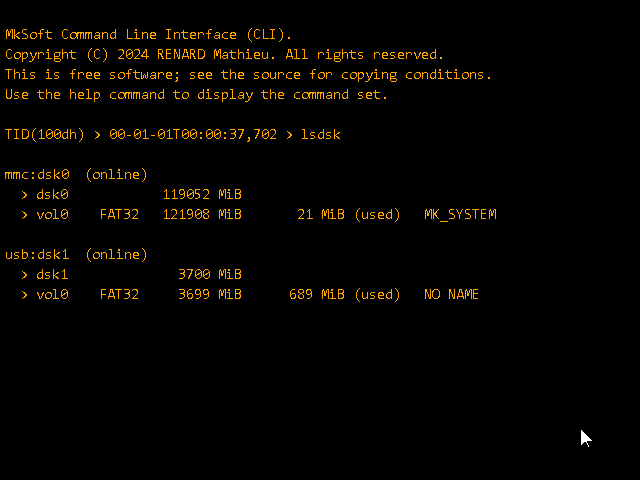 MkSoft Command Line Interface (CLI).
Copyright (C) 2024 RENARD Mathieu. All rights reserved.
This is free software; see the source for copying conditions.
Use the help command to display the command set.
TID(100dh) > 00-01-01T00:00:37,702 > lsdsk
mmc:dsk0 (online)
> dsk0 119052 MiB
> vol0 FAT32 121908 MiB 21 MiB (used) MK_SYSTEM
usb:dsk1 (online)
> dsk1 3700 MiB
> vol0 FAT32 3699 MiB 689 MiB (used) NO NAME